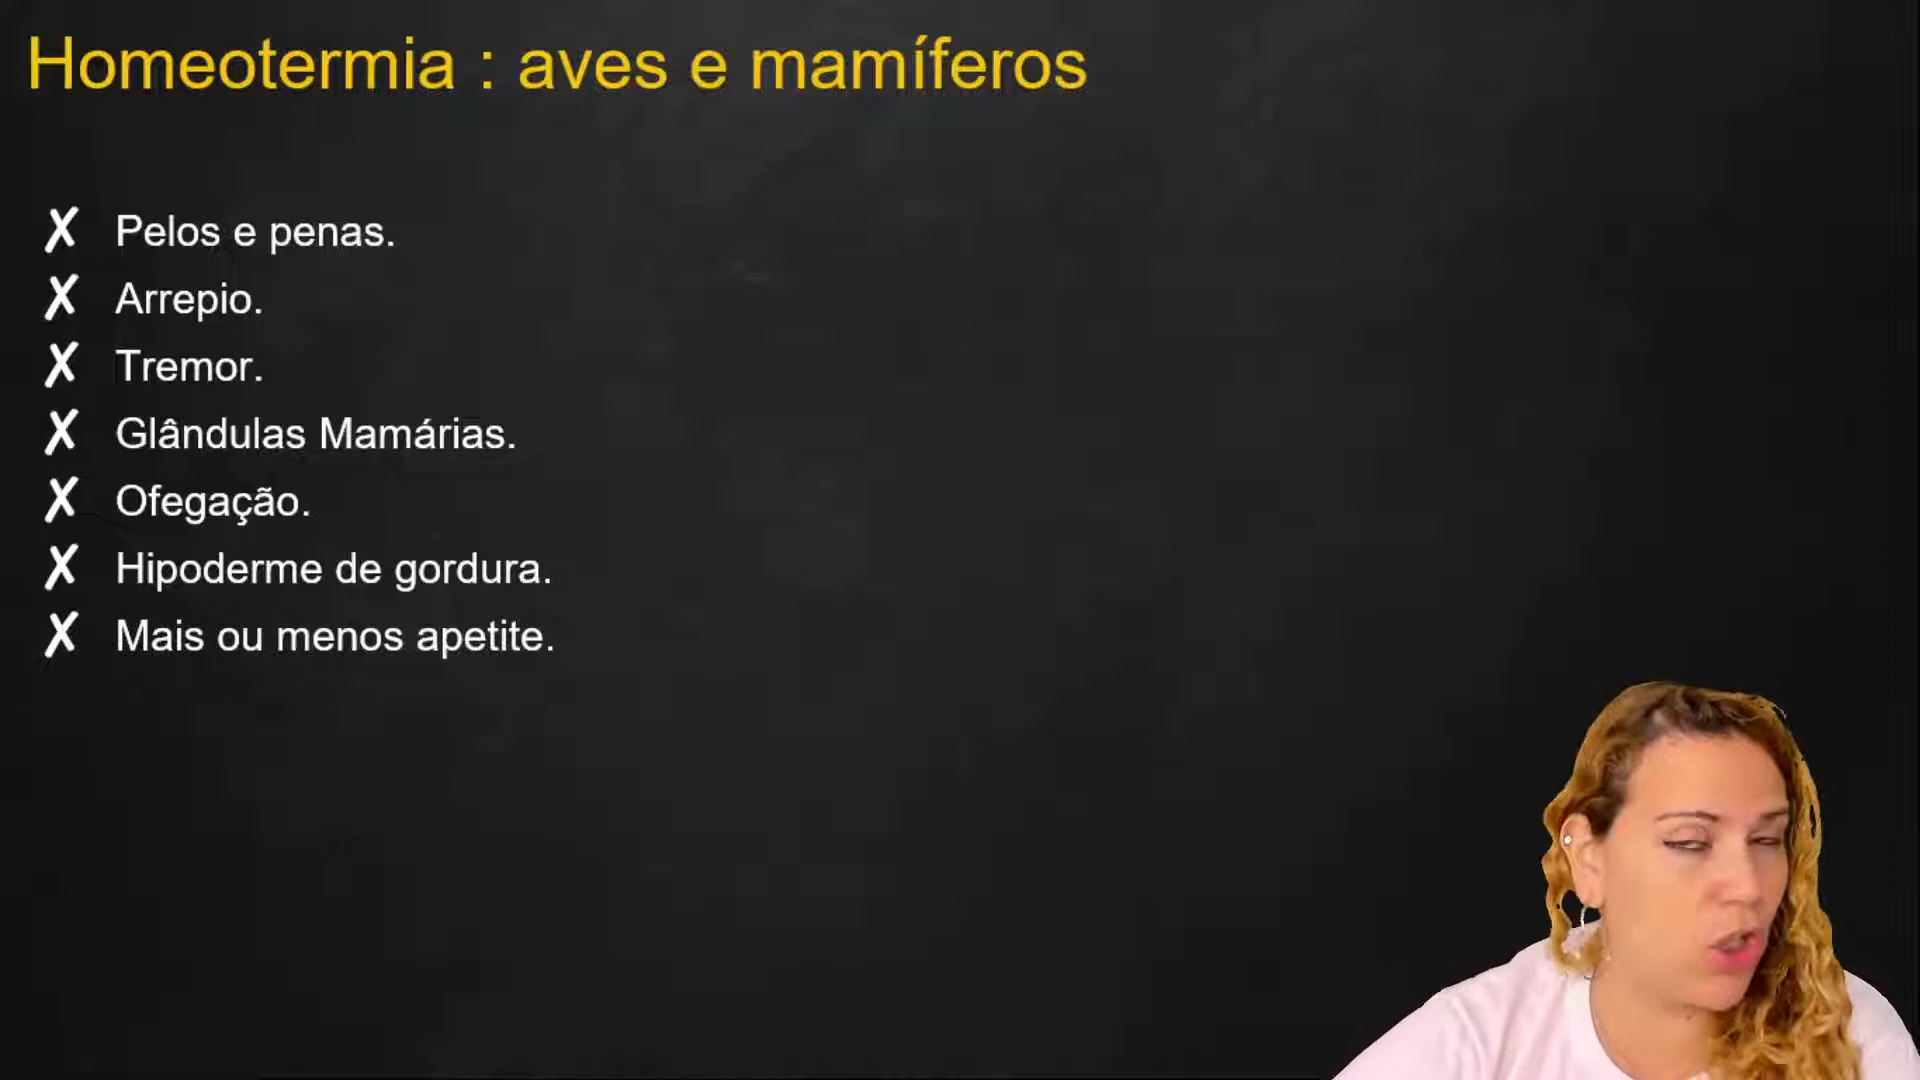 Homeotermia : aves e mamíferos
✗ Pelos e penas.
✗ Arrepio.
✗ Tremor.
✗ Glândulas Mamárias.
✗ Ofegação.
✗ Hipoderme de gordura.
✗ Mais ou menos apetite.